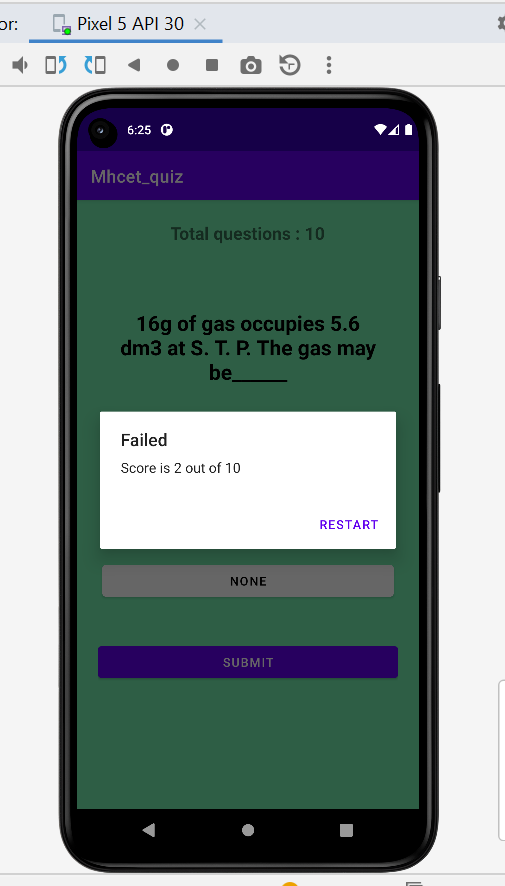 or:
Pixel 5 API 30
6:25
Mhcet_quiz
Total questions : 10
16g of gas occupies 5.6
dm3 at S. T. P. The gas may
be______
Failed
Score is 2 out of 10
RESTART
NONE
SUBMIT